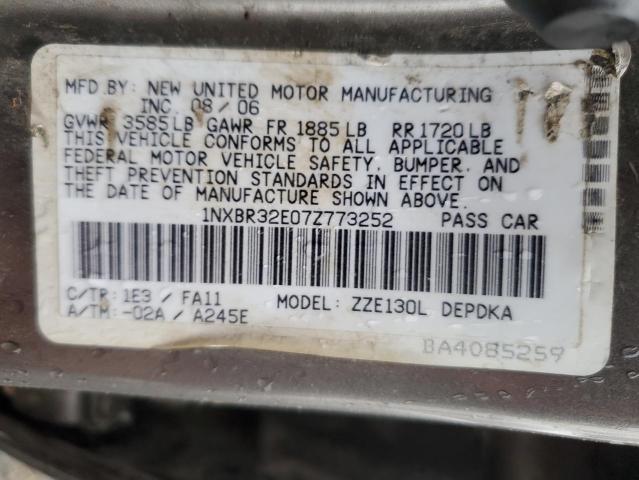 MFD. BY: NEW UNITED MOTOR MANUFACTURING
INC. 08/06
GVWR 3585LB GAWR FR 1885LB RR1720LB
THIS VEHICLE CONFORMS TO ALL APPLICABLE
FEDERAL MOTOR VEHICLE SAFETY, BUMPER, AND
THEFT PREVENTION STANDARDS IN EFFECT ON
THE DATE OF MANUFACTURE SHOWN ABOVE.
1NXBR32E07Z773252 PASS CAR
C/TR: 1E3 / FA11 MODEL: ZZE130L DEPDKA
A/TM: -02A / A245E
BA4085259